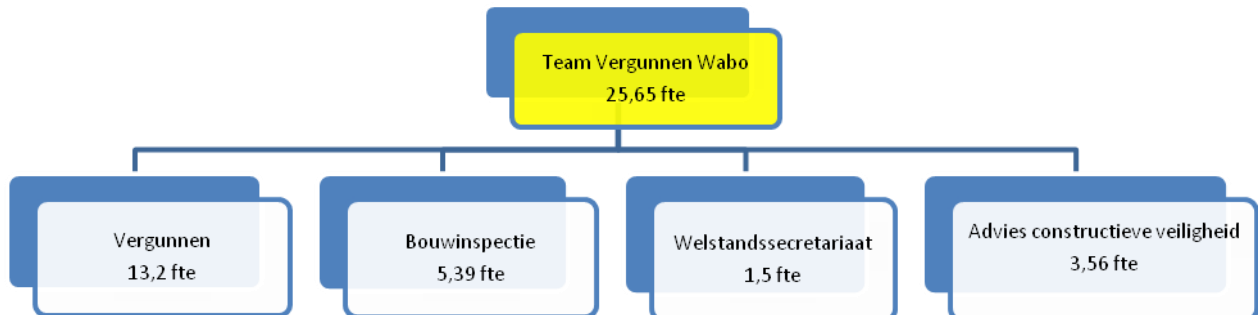 Team Vergunnen Wabo
25,65 fte
Vergunnen
13,2 fte
Bouwinspectie
5,39 fte
Welstandssecretariaat
1,5 fte
Advies constructieve veiligheid
3,56 fte